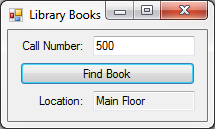 Library Books
Call Number: 500
Find Book
Location: Main Floor